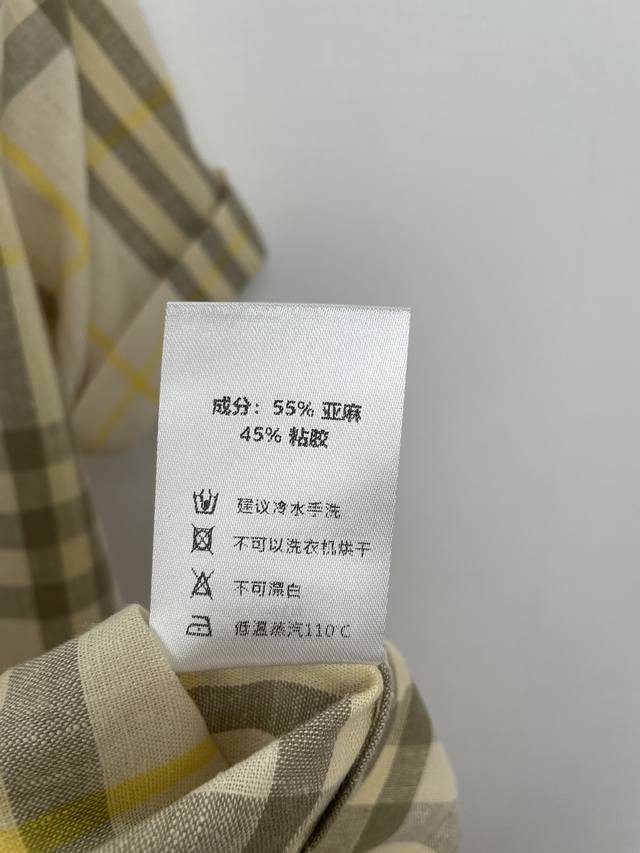 成分：55% 亚麻
45% 粘胶
建议冷水手洗
不可以洗衣机烘干
不可漂白
低温蒸汽110℃